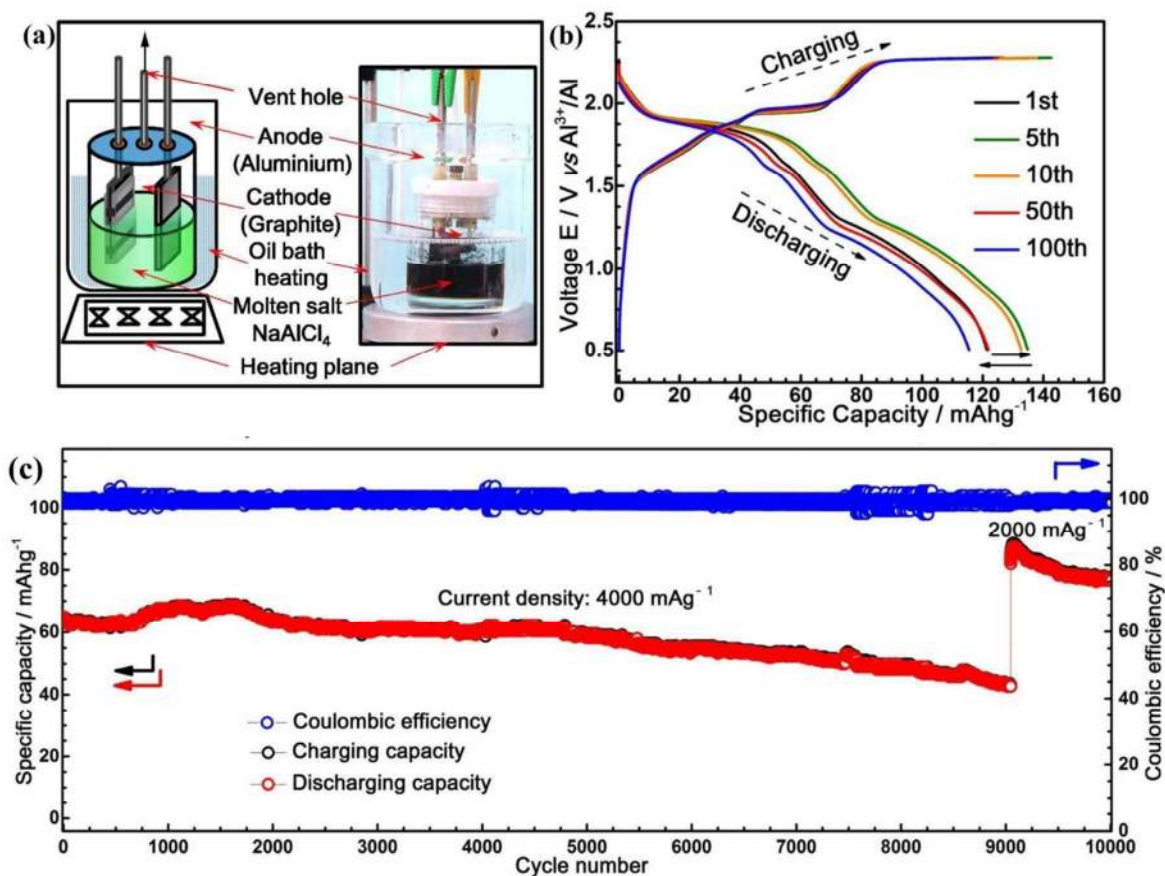 (a)
Vent hole
Anode
(Aluminium)
Cathode
(Graphite)
Oil bath
heating
Molten salt
NaAlCl4
Heating plane
(b)
2.5
2.0
1.5
1.0
0.5
Voltage E / V vs Al3+/Al
Charging
Discharging
1st
5th
10th
50th
100th
0 20 40 60 80 100 120 140 160
Specific Capacity / mAhg-1
(c)
100
80
60
40
20
0
Specific capacity / mAhg-1
Current density: 4000 mAg-1
2000 mAg-1
Coulombic efficiency
Charging capacity
Discharging capacity
100
80
60
40
20
0
Coulombic efficiency / %
0 1000 2000 3000 4000 5000 6000 7000 8000 9000 10000
Cycle number